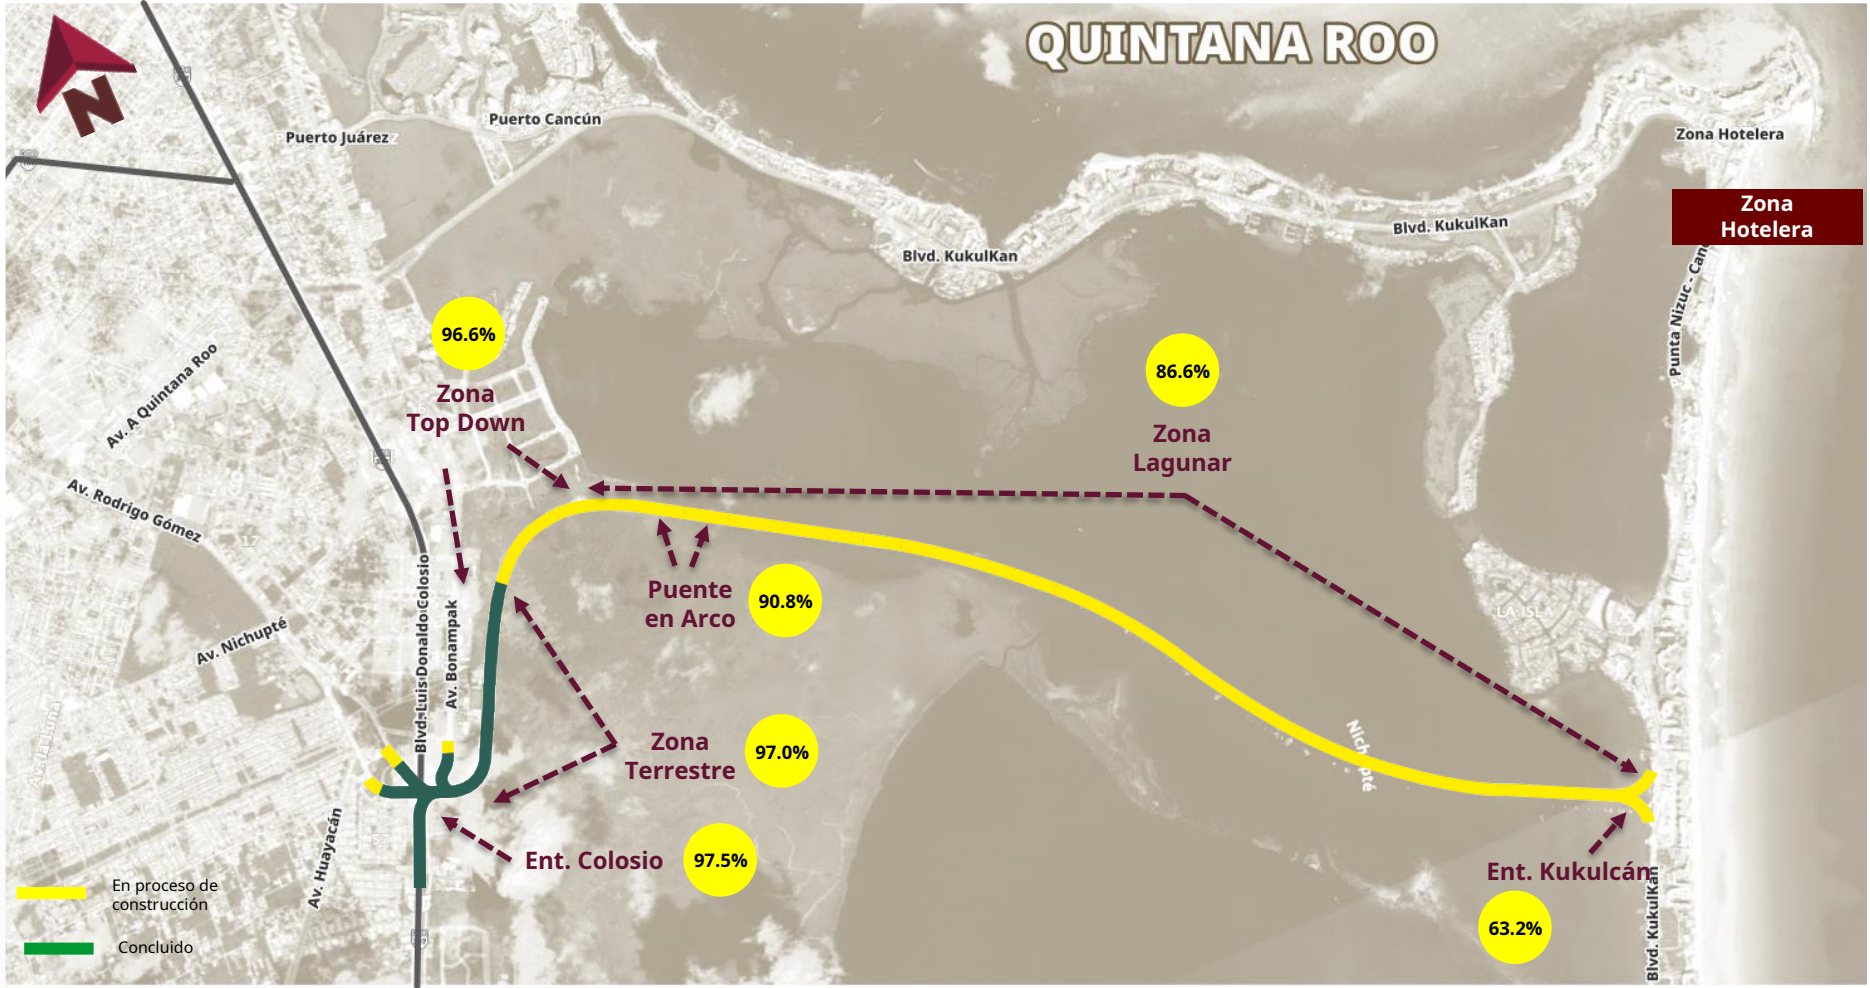 QUINTANA ROO
N
Puerto Juárez
Puerto Cancún
Zona Hotelera
Zona
Hotelera
Blvd. KukulKan
Blvd. KukulKan
Punta Nizuc - Canc
96.6%
Zona
Top Down
86.6%
Zona
Lagunar
Av. A Quintana Roo
Av. Rodrigo Gómez
Av. Nichupté
Blvd. Luis Donaldo Colosio
Av. Bonampak
Puente
en Arco
90.8%
LA ISLA
Nichupté
Zona
Terrestre
97.0%
Av. Huayacán
Ent. Colosio
97.5%
Ent. Kukulcán
63.2%
Blvd. KukulKan
En proceso de
construcción
Concluido